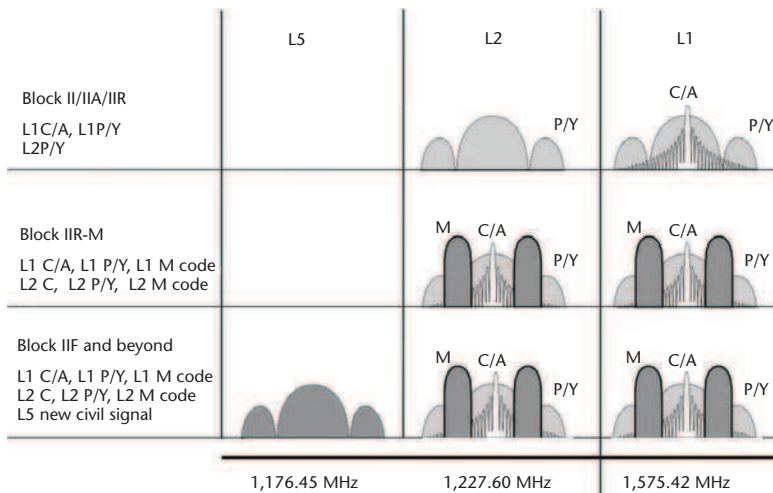 L5 L2 L1
Block II/IIA/IIR
L1C/A, L1P/Y
L2P/Y
P/Y
C/A
P/Y
Block IIR-M
L1 C/A, L1 P/Y, L1 M code
L2 C, L2 P/Y, L2 M code
M C/A
P/Y
M C/A
P/Y
Block IIF and beyond
L1 C/A, L1 P/Y, L1 M code
L2 C, L2 P/Y, L2 M code
L5 new civil signal
M C/A
P/Y
M C/A
P/Y
1,176.45 MHz 1,227.60 MHz 1,575.42 MHz